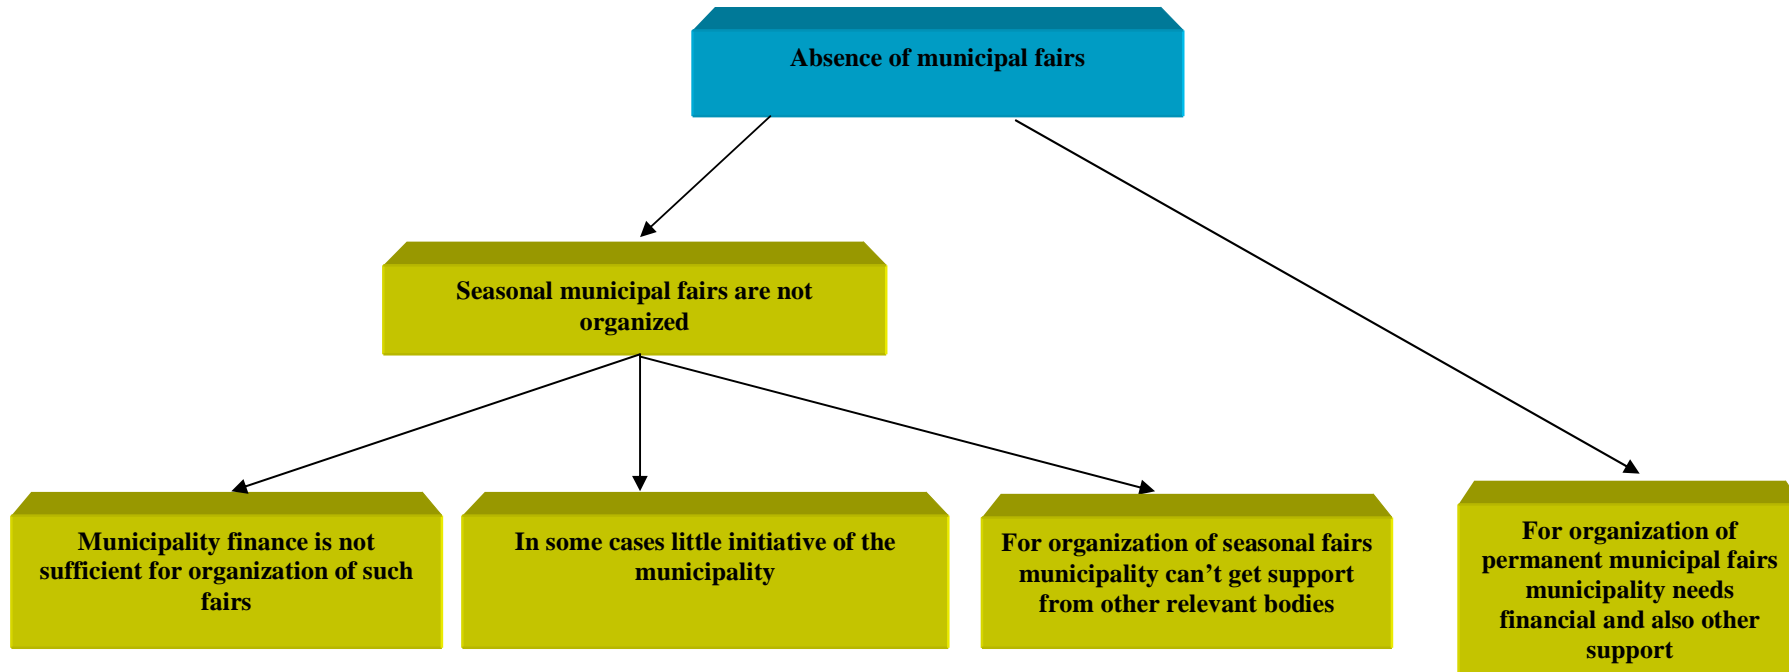 Absence of municipal fairs
Seasonal municipal fairs are not
organized
Municipality finance is not
sufficient for organization of such
fairs
In some cases little initiative of the
municipality
For organization of seasonal fairs
municipality can’t get support
from other relevant bodies
For organization of
permanent municipal fairs
municipality needs
financial and also other
support